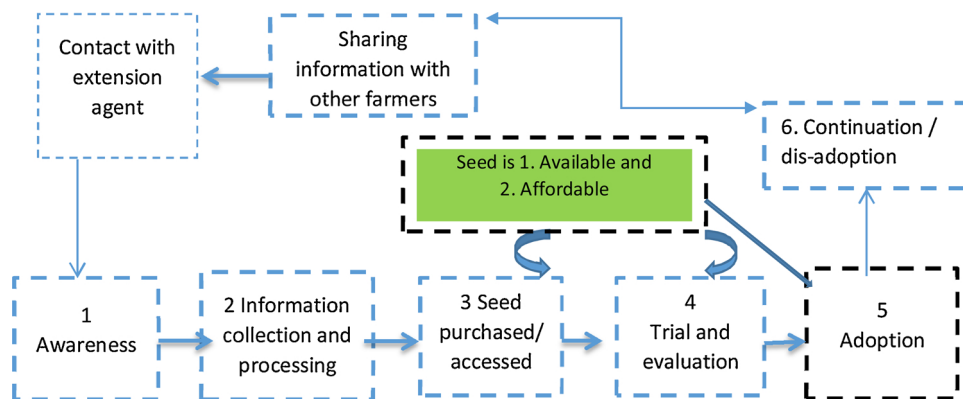 Contact with
extension
agent
Sharing
information with
other farmers
6. Continuation /
dis-adoption
Seed is 1. Available and
2. Affordable
1
Awareness
2 Information
collection and
processing
3 Seed
purchased/
accessed
4
Trial and
evaluation
5
Adoption